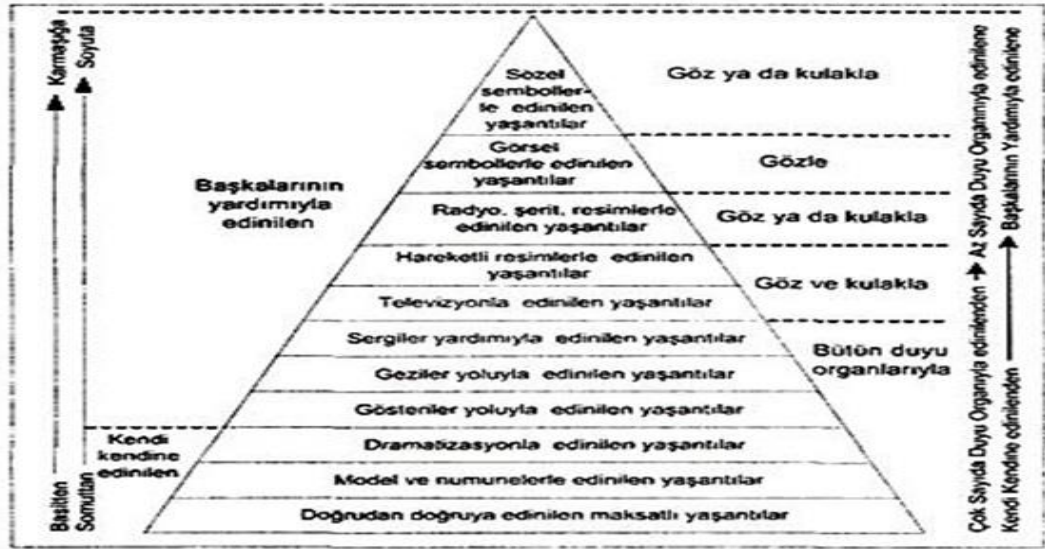 Karmaşığa
Soyuta
Basitten
Somuttan
Başkalarının
yardımıyla
edinilen
Kendi
kendine
edinilen
Sözel
semboller-
le edinilen
yaşantılar
Görsel
sembollerle edinilen
yaşantılar
Radyo, şerit, resimlerle
edinilen yaşantılar
Hareketli resimlerle edinilen
yaşantılar
Televizyonla edinilen yaşantılar
Sergiler yardımıyla edinilen yaşantılar
Geziler yoluyla edinilen yaşantılar
Gösteriler yoluyla edinilen yaşantılar
Dramatizasyonla edinilen yaşantılar
Model ve numunelerle edinilen yaşantılar
Doğrudan doğruya edinilen maksatlı yaşantılar
Göz ya da kulakla
Gözle
Göz ya da kulakla
Göz ve kulakla
Bütün duyu
organlarıyla
Çok Sayıda Duyu Organıyla edinilenden
Az Sayıda Duyu Organıyla edinilene
Kendi Kendine edinilenden
Başkalarının Yardımıyla edinilene